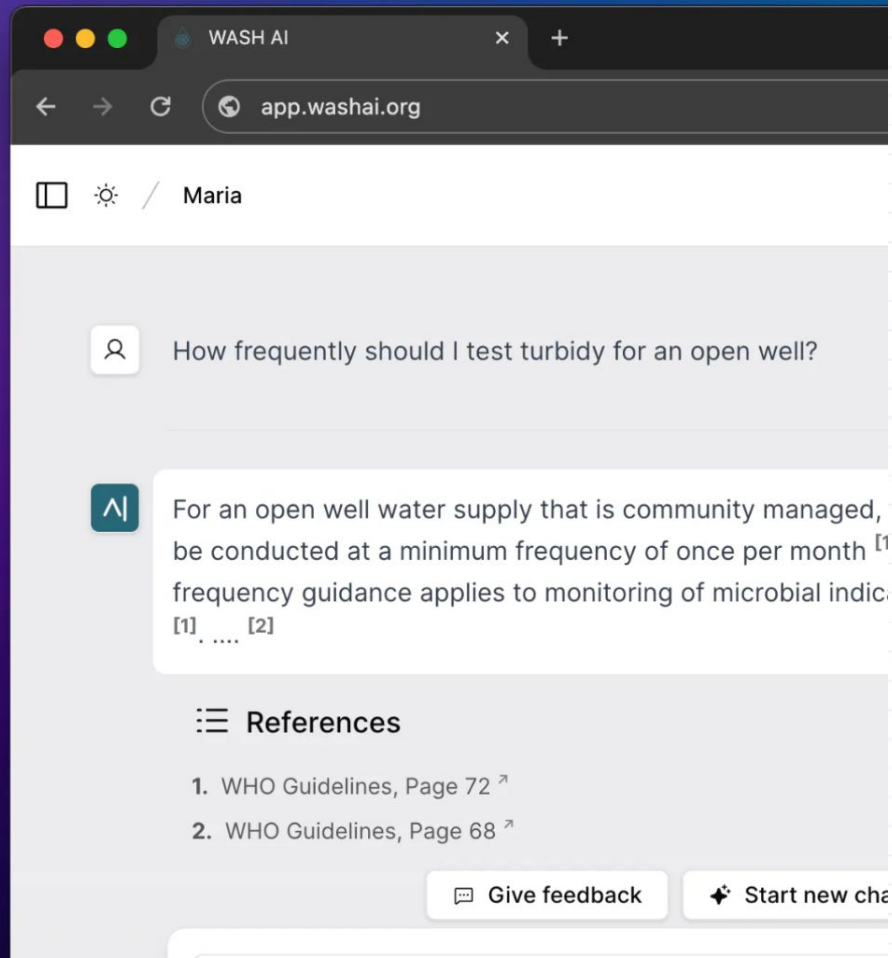 WASH AI
app.washai.org
Maria
How frequently should I test turbidy for an open well?
AI
For an open well water supply that is community managed,
be conducted at a minimum frequency of once per month [1
frequency guidance applies to monitoring of microbial indic
[1]. .... [2]
References
1. WHO Guidelines, Page 72
2. WHO Guidelines, Page 68
Give feedback Start new cha